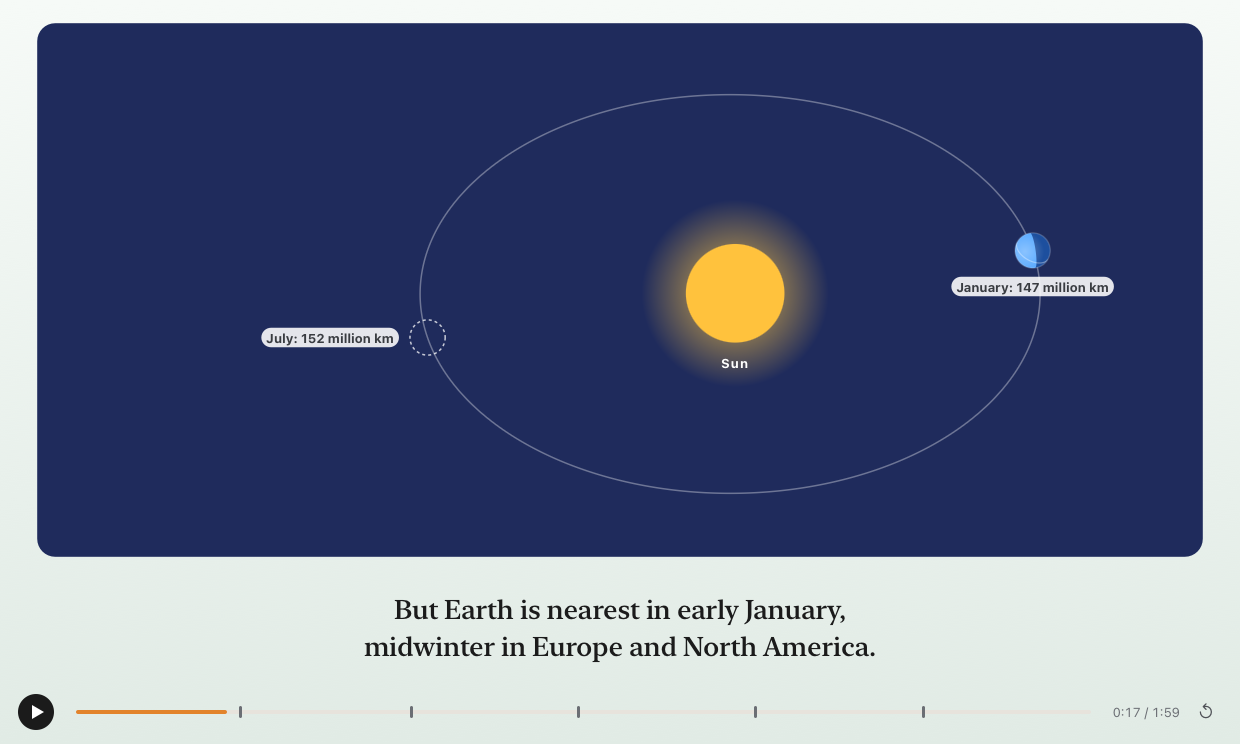 January: 147 million km
July: 152 million km
Sun
But Earth is nearest in early January,
midwinter in Europe and North America.
0:17 / 1:59